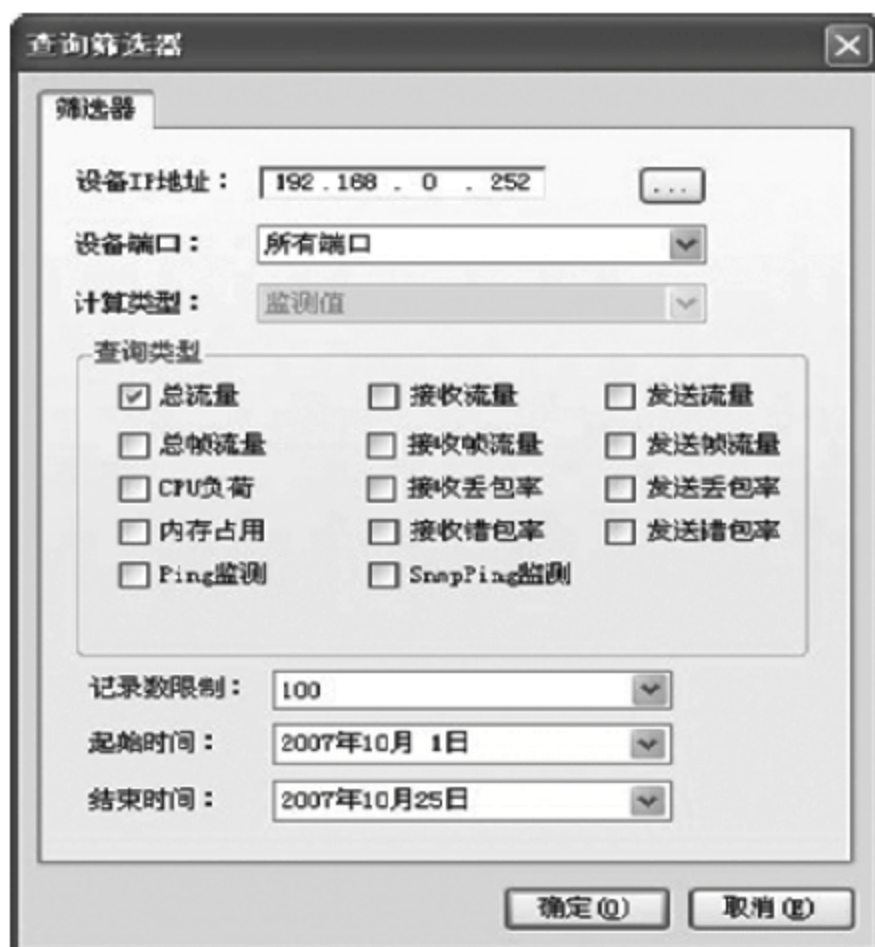 查询筛选器
筛选器
设备IP地址： 192 . 168 . 0 . 252 ...
设备端口： 所有端口
计算类型： 监测值
查询类型
总流量 接收流量 发送流量
总帧流量 接收帧流量 发送帧流量
CPU负荷 接收丢包率 发送丢包率
内存占用 接收错包率 发送错包率
Ping监测 SnmpPing监测
记录数限制： 100
起始时间： 2007年10月 1日
结束时间： 2007年10月25日
确定(O) 取消(E)